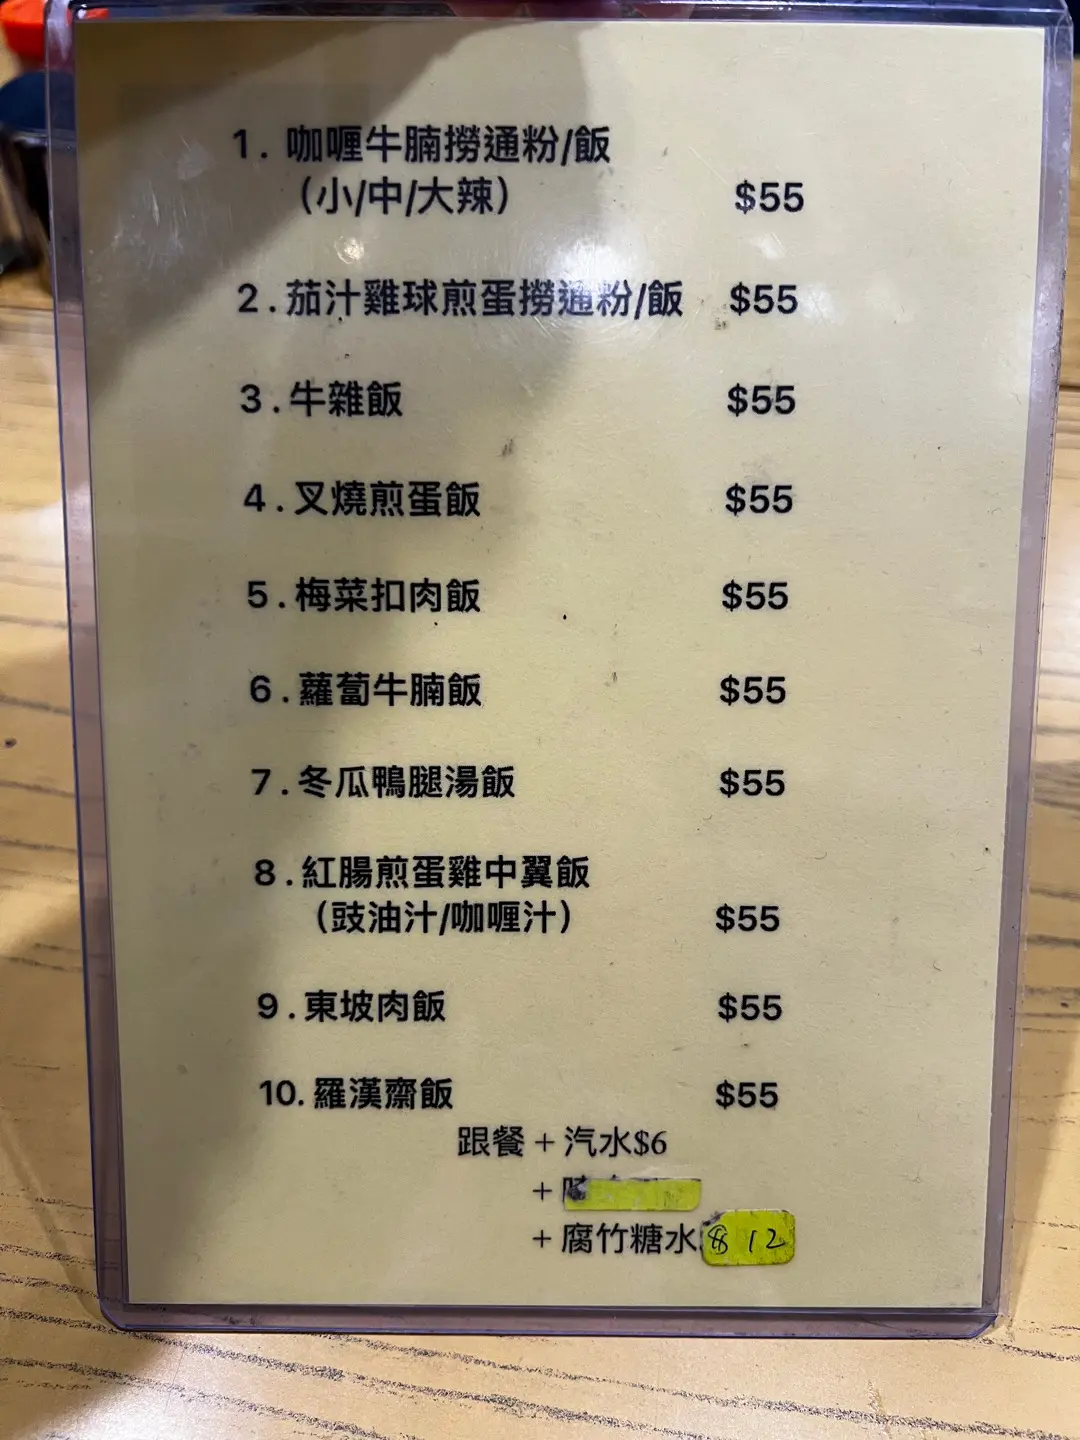 1. 咖喱牛腩撈通粉/飯
(小/中/大辣) $55
2. 茄汁雞球煎蛋撈通粉/飯 $55
3. 牛雜飯 $55
4. 叉燒煎蛋飯 $55
5. 梅菜扣肉飯 $55
6. 蘿蔔牛腩飯 $55
7. 冬瓜鴨腿湯飯 $55
8. 紅腸煎蛋雞中翼飯
(豉油汁/咖喱汁) $55
9. 東坡肉飯 $55
10. 羅漢齋飯 $55
跟餐 + 汽水$6
+
+ 腐竹糖水 $12